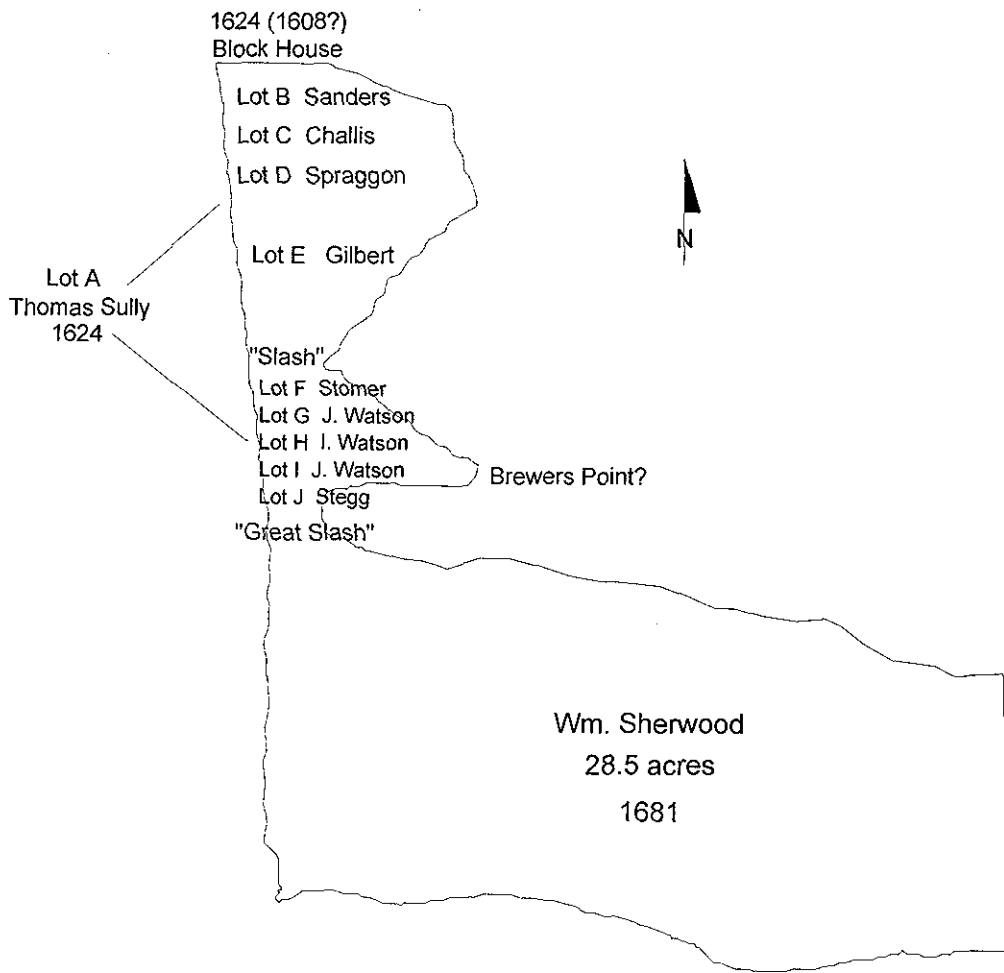 1624 (1608?)
Block House
Lot B Sanders
Lot C Challis
Lot D Spraggon
N
Lot E Gilbert
Lot A
Thomas Sully
1624
"Slash"
Lot F Stomer
Lot G J. Watson
Lot H I. Watson
Lot I J. Watson
Brewers Point?
Lot J Stegg
"Great Slash"
Wm. Sherwood
28.5 acres
1681